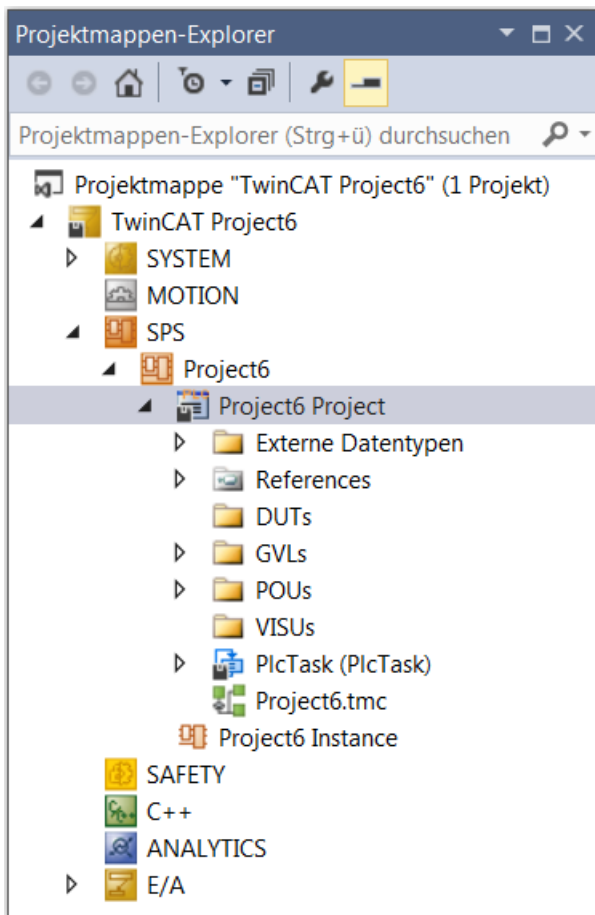 Projektmappen-Explorer
Projektmappen-Explorer (Strg+ü) durchsuchen
Projektmappe "TwinCAT Project6" (1 Projekt)
TwinCAT Project6
SYSTEM
MOTION
SPS
Project6
Project6 Project
Externe Datentypen
References
DUTs
GVLs
POUs
VISUs
PlcTask (PlcTask)
Project6.tmc
Project6 Instance
SAFETY
C++
ANALYTICS
E/A